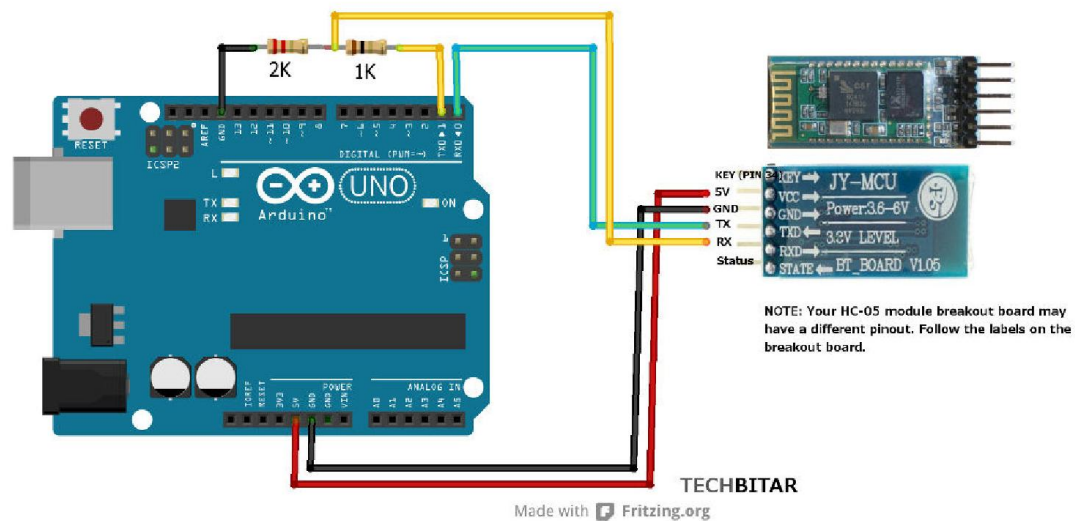 2K
1K
RESET
ICSP2
AREF
GND
13
12
~11
~10
~9
8
7
~6
~5
4
~3
2
TXD▶1
RXD◀0
DIGITAL (PWM=~)
L
TX
RX
Arduino™
UNO
ON
ICSP
1
IOREF
RESET
3V3
5V
GND
GND
VIN
POWER
ANALOG IN
A0
A1
A2
A3
A4
A5
KEY (PIN 34)
5V
GND
TX
RX
Status
KEY→
VCC→
GND→
TXD←
RXD→
STATE←
JY-MCU
Power:3.6-6V
3.3V LEVEL
BT_BOARD V1.05
NOTE: Your HC-05 module breakout board may
have a different pinout. Follow the labels on the
breakout board.
TECHBITAR
Made with Fritzing.org